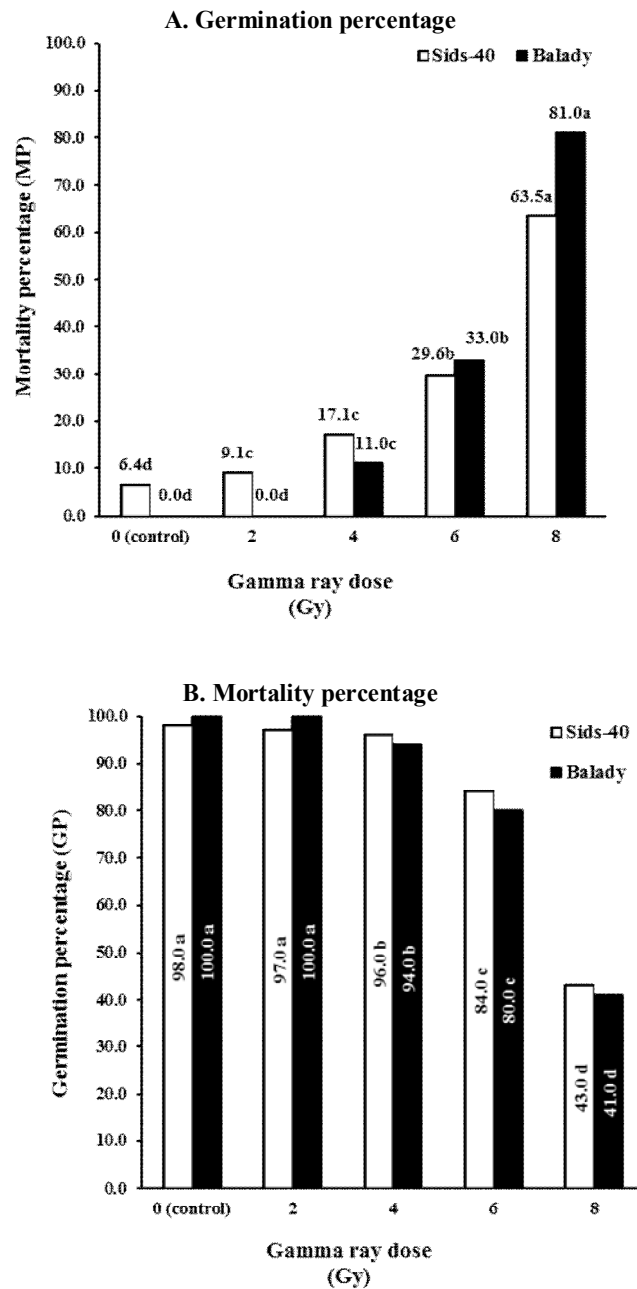 A. Germination percentage
100.0
90.0
80.0
70.0
60.0
50.0
40.0
30.0
20.0
10.0
0.0
Mortality percentage (MP)
Sids-40 Balady
6.4d
0.0d
9.1c
0.0d
17.1c
11.0c
29.6b
33.0b
63.5a
81.0a
0 (control) 2 4 6 8
Gamma ray dose
(Gy)
B. Mortality percentage
100.0
90.0
80.0
70.0
60.0
50.0
40.0
30.0
20.0
10.0
0.0
Germination percentage (GP)
Sids-40
Balady
98.0 a
100.0 a
97.0 a
100.0 a
96.0 b
94.0 b
84.0 c
80.0 c
43.0 d
41.0 d
0 (control) 2 4 6 8
Gamma ray dose
(Gy)